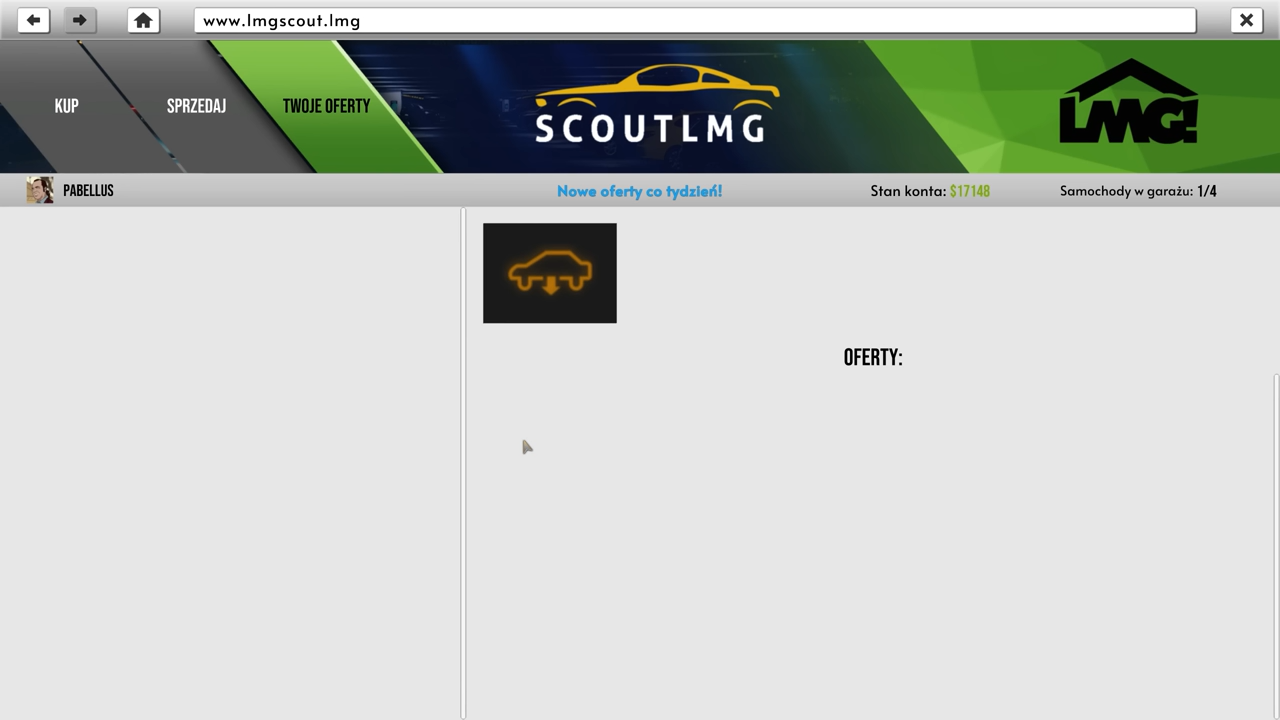 www.lmgscout.lmg
KUP
SPRZEDAJ
TWOJE OFERTY
SCOUTLMG
LMG!
PABELLUS
Nowe oferty co tydzień!
Stan konta: $17148
Samochody w garażu: 1/4
OFERTY: